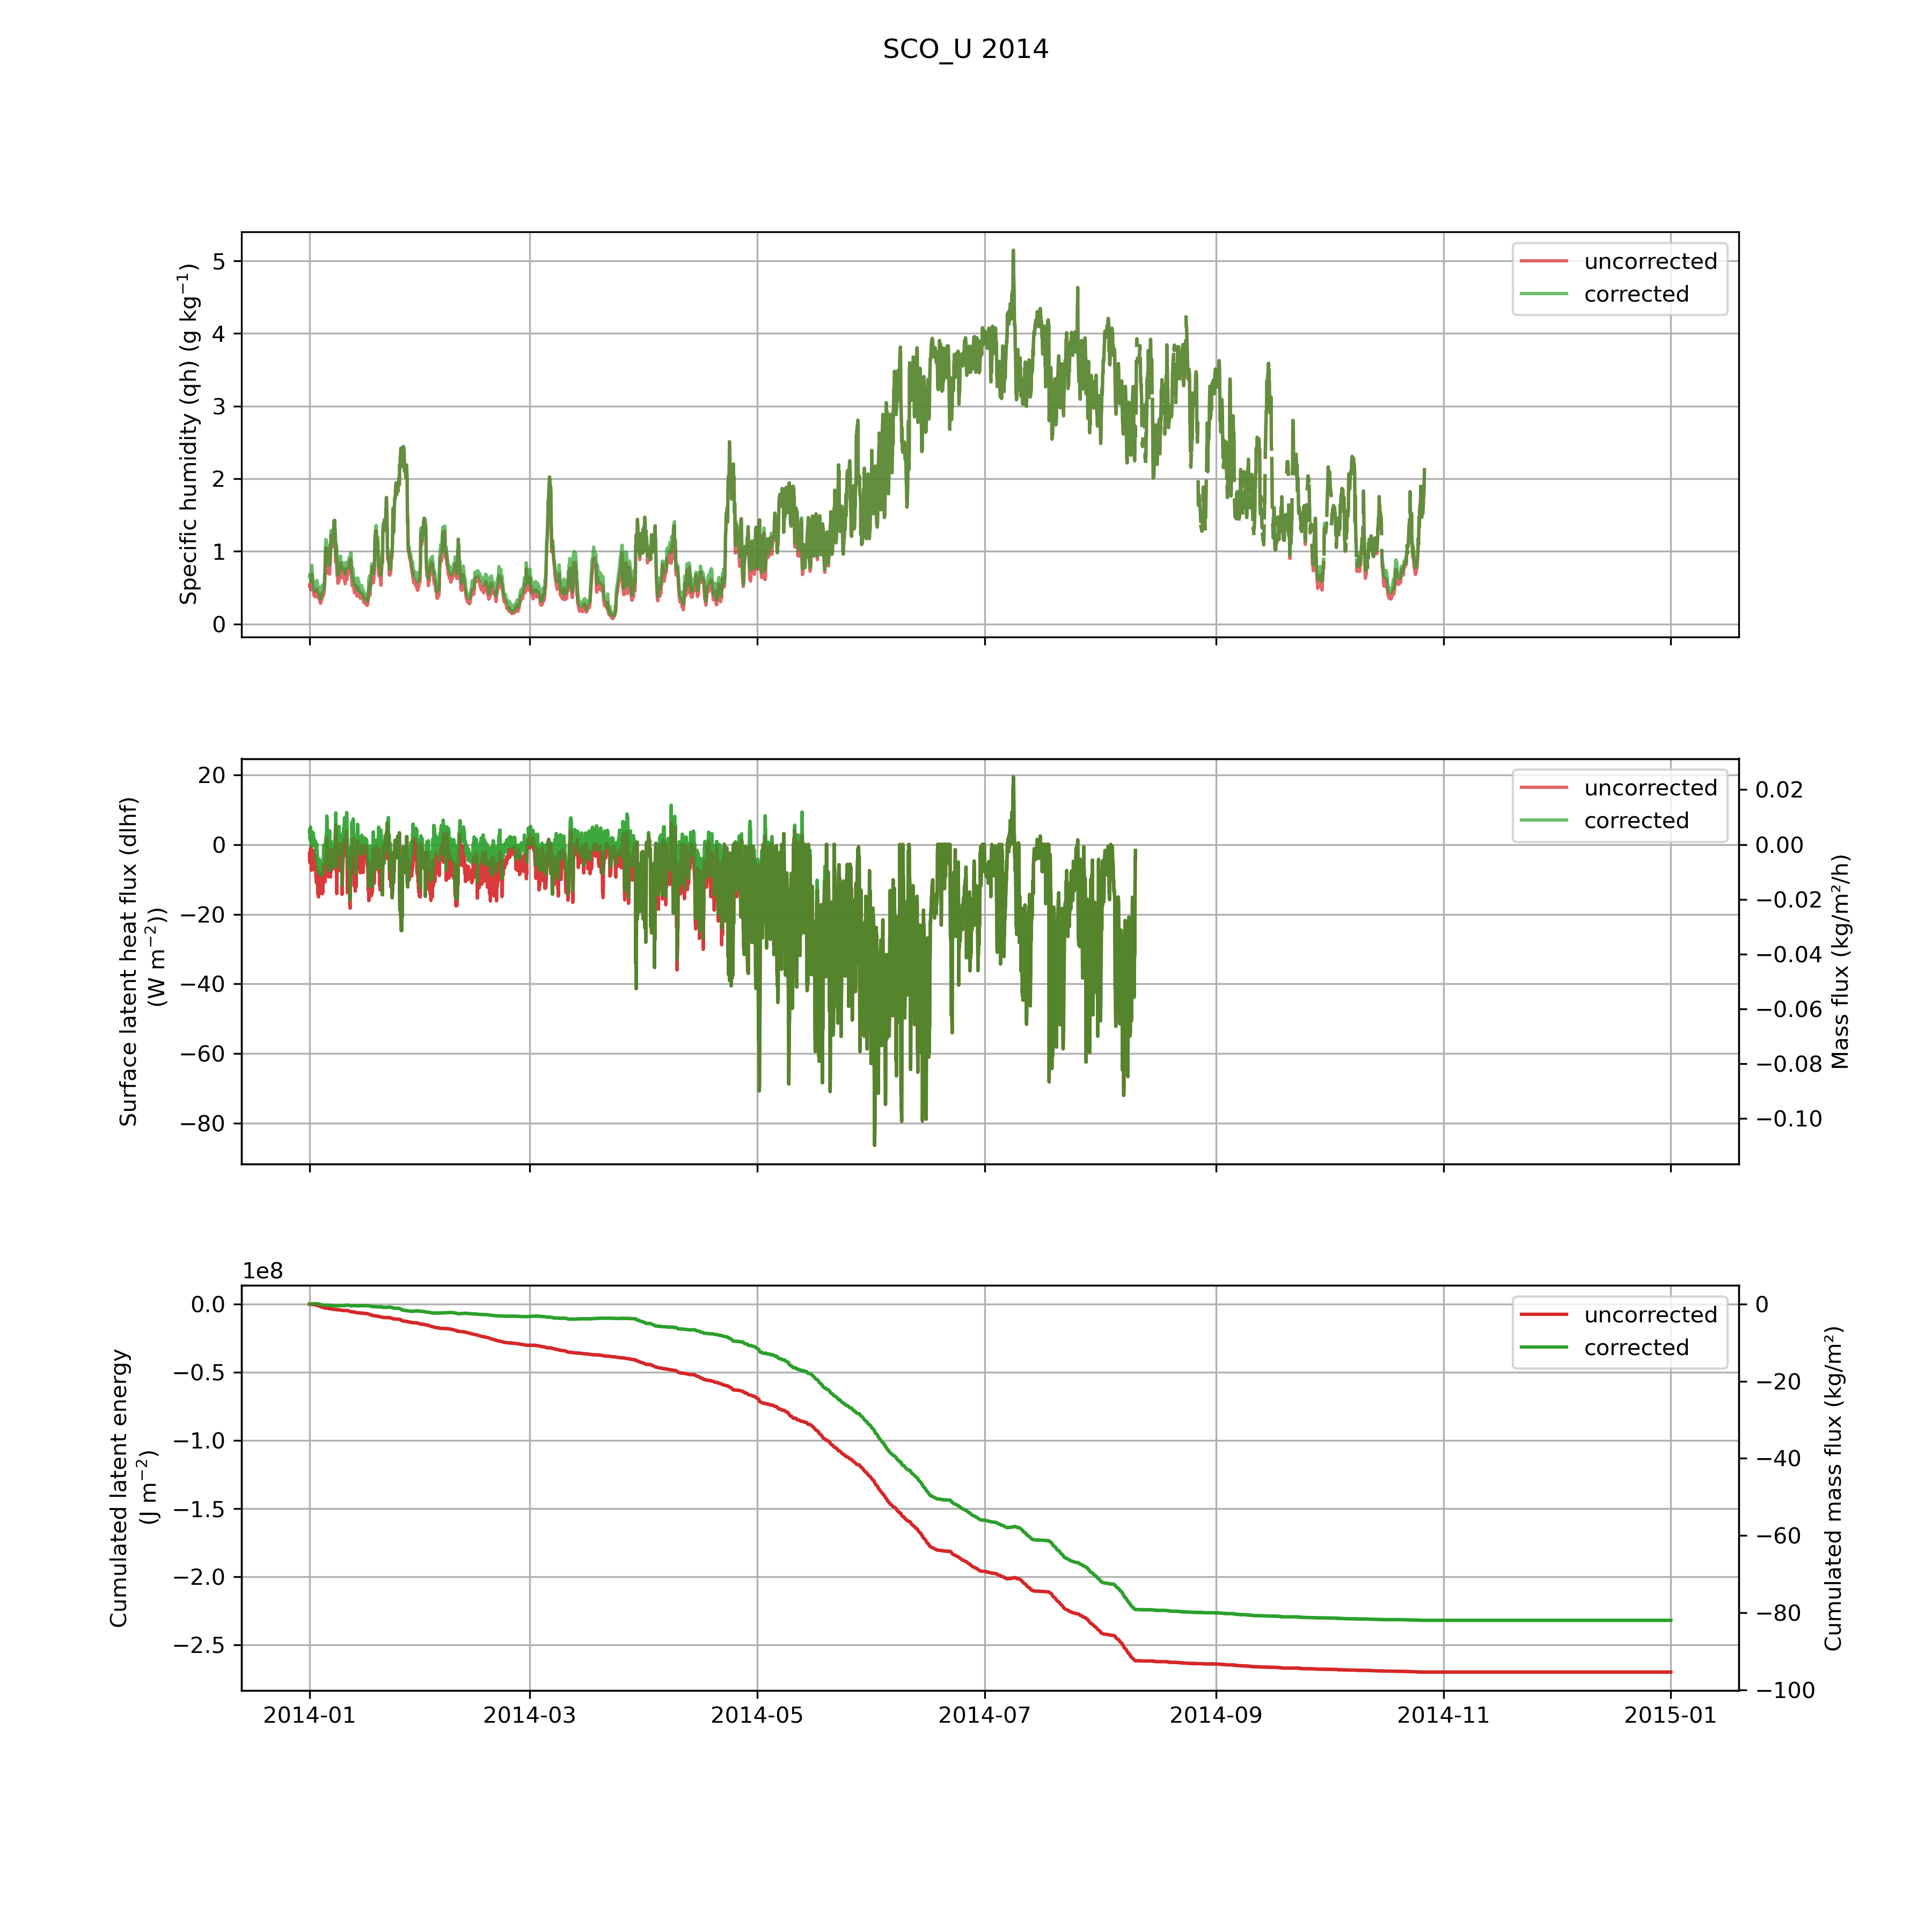 SCO_U 2014
Specific humidity (qh) (g kg⁻¹)
5
4
3
2
1
0
uncorrected
corrected
Surface latent heat flux (dlhf)
(W m⁻²))
20
0
−20
−40
−60
−80
uncorrected
corrected
0.02
0.00
−0.02
−0.04
−0.06
−0.08
−0.10
Mass flux (kg/m²/h)
1e8
Cumulated latent energy
(J m⁻²)
0.0
−0.5
−1.0
−1.5
−2.0
−2.5
uncorrected
corrected
0
−20
−40
−60
−80
−100
Cumulated mass flux (kg/m²)
2014-01 2014-03 2014-05 2014-07 2014-09 2014-11 2015-01